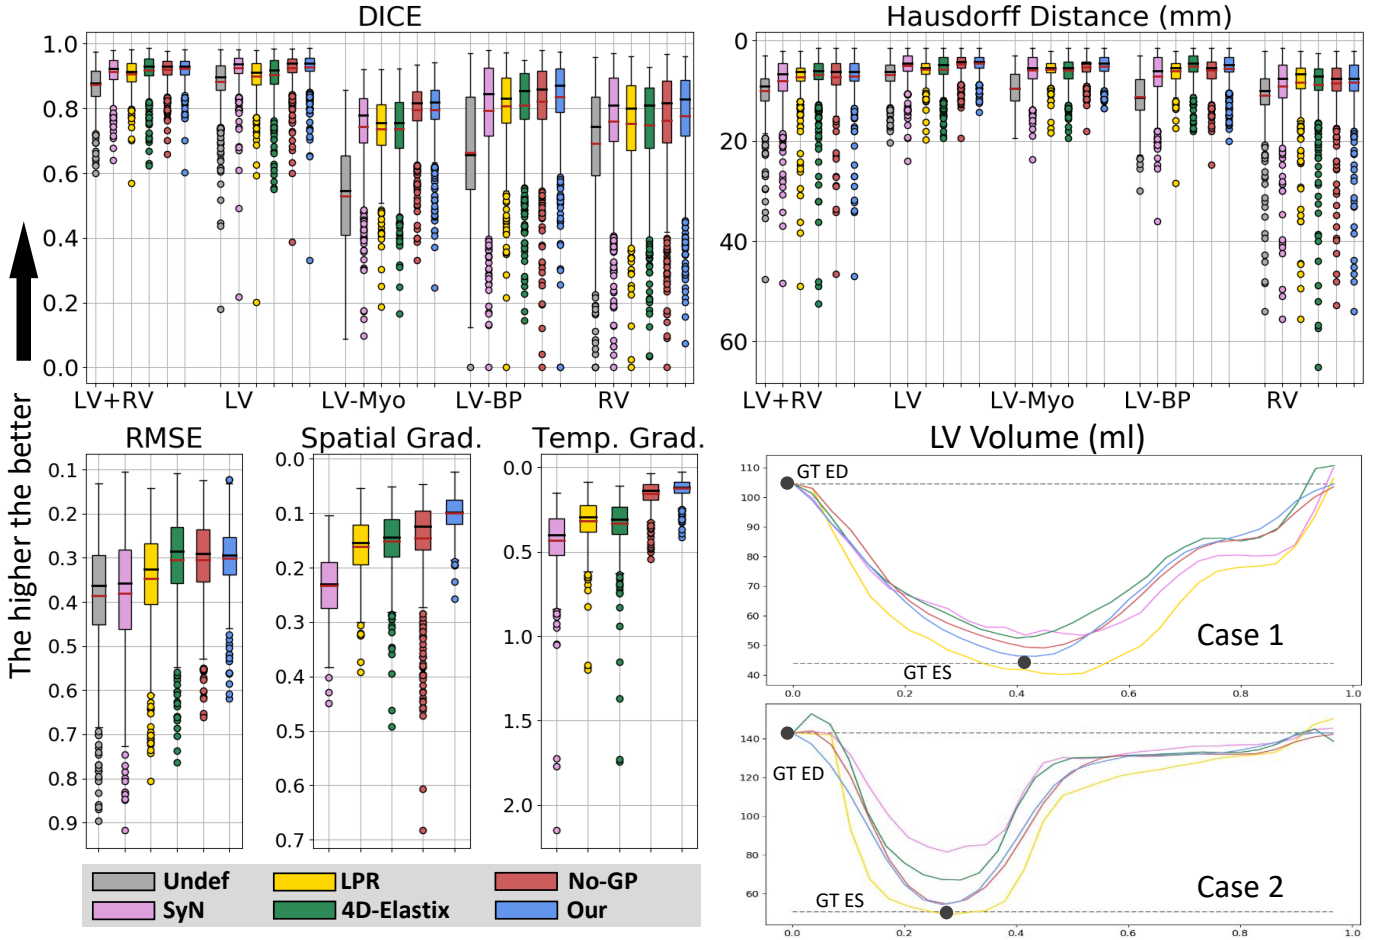 DICE
1.0
0.8
0.6
0.4
0.2
0.0
LV+RV LV LV-Myo LV-BP RV
Hausdorff Distance (mm)
0
20
40
60
LV+RV LV LV-Myo LV-BP RV
The higher the better
RMSE
0.1
0.2
0.3
0.4
0.5
0.6
0.7
0.8
0.9
Spatial Grad.
0.0
0.1
0.2
0.3
0.4
0.5
0.6
0.7
Temp. Grad.
0.0
0.5
1.0
1.5
2.0
LV Volume (ml)
110
100
90
80
70
60
50
40
GT ED
GT ES
Case 1
0.0 0.2 0.4 0.6 0.8 1.0
140
120
100
80
60
GT ED
GT ES
Case 2
0.0 0.2 0.4 0.6 0.8 1.0
Undef LPR No-GP
SyN 4D-Elastix Our